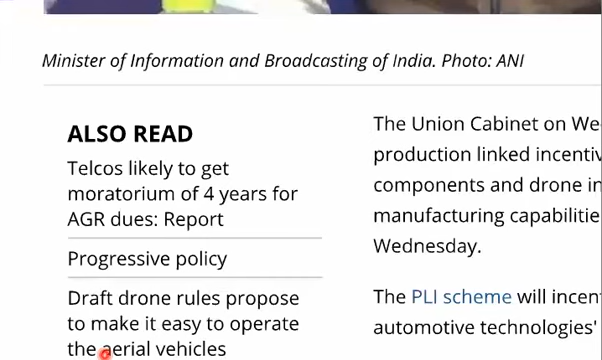 Minister of Information and Broadcasting of India. Photo: ANI
ALSO READ
Telcos likely to get
moratorium of 4 years for
AGR dues: Report
Progressive policy
Draft drone rules propose
to make it easy to operate
the aerial vehicles
The Union Cabinet on We
production linked incentiv
components and drone in
manufacturing capabilitie
Wednesday.
The PLI scheme will incen
automotive technologies'